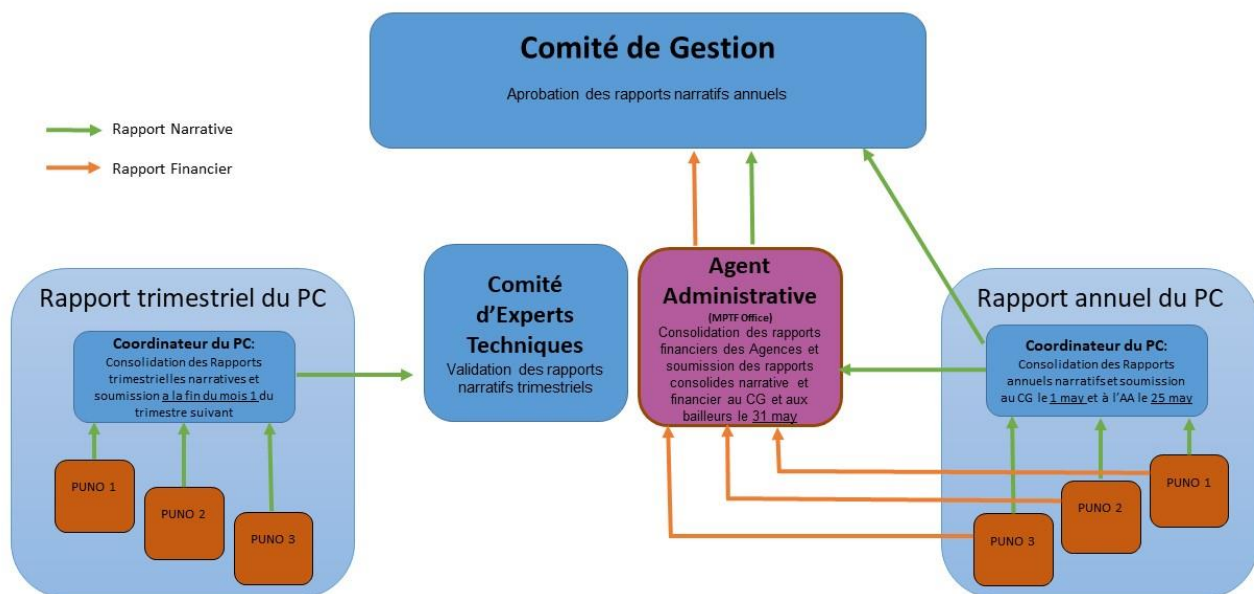 Comité de Gestion
Aprobation des rapports narratifs annuels
Rapport Narrative
Rapport Financier
Rapport trimestriel du PC
Coordinateur du PC:
Consolidation des Rapports
trimestrielles narratives et
soumission a la fin du mois 1 du
trimestre suivant
PUNO 1
PUNO 2
PUNO 3
Comité
d'Experts
Techniques
Validation des rapports
narratifs trimestriels
Agent
Administrative
(MPTF Office)
Consolidation des rapports
financiers des Agences et
soumission des rapports
consolides narrative et
financier au CG et aux
bailleurs le 31 may
Rapport annuel du PC
Coordinateur du PC:
Consolidation des Rapports
annuels narratifs et soumission
au CG le 1 may et à l'AA le 25 may
PUNO 1
PUNO 2
PUNO 3